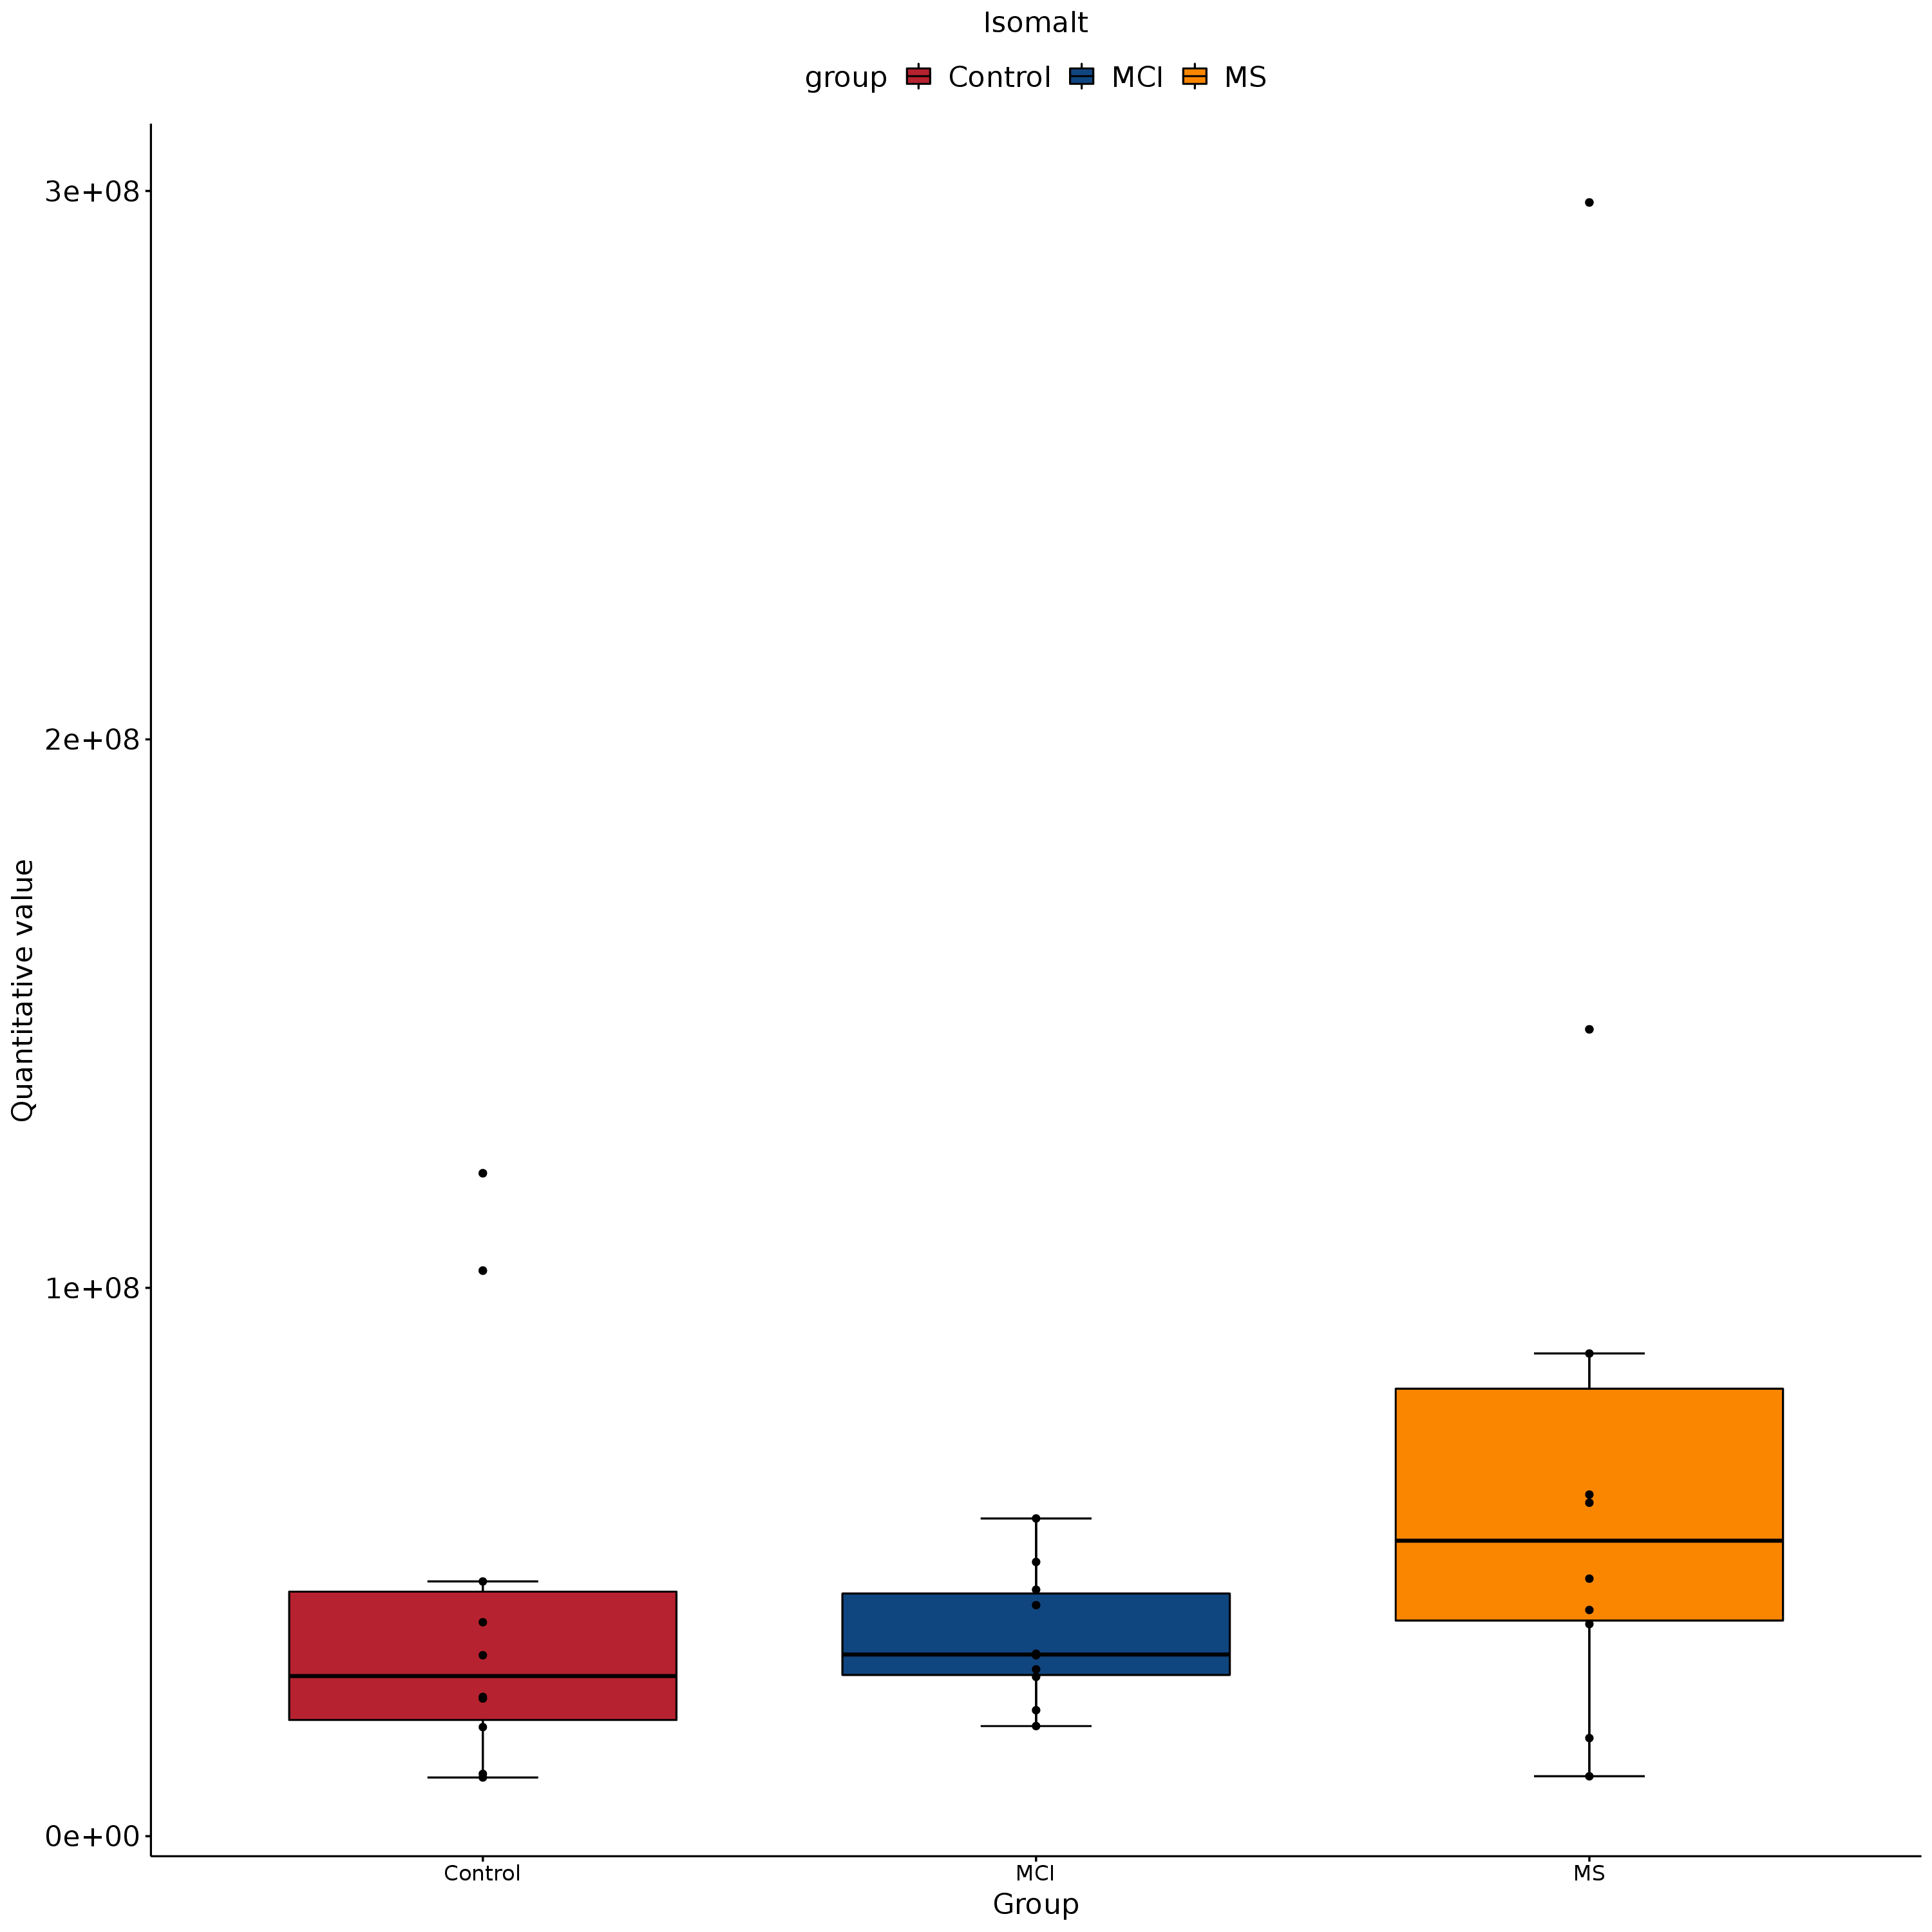 Isomalt
group Control MCI MS
3e+08
2e+08
1e+08
0e+00
Quantitative value
Control MCI MS
Group